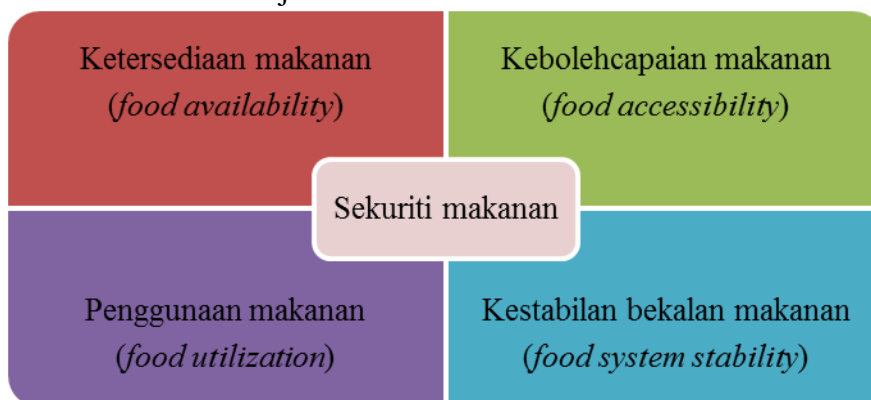 Ketersediaan makanan
(food availability)
Kebolehcapaian makanan
(food accessibility)
Sekuriti makanan
Penggunaan makanan
(food utilization)
Kestabilan bekalan makanan
(food system stability)